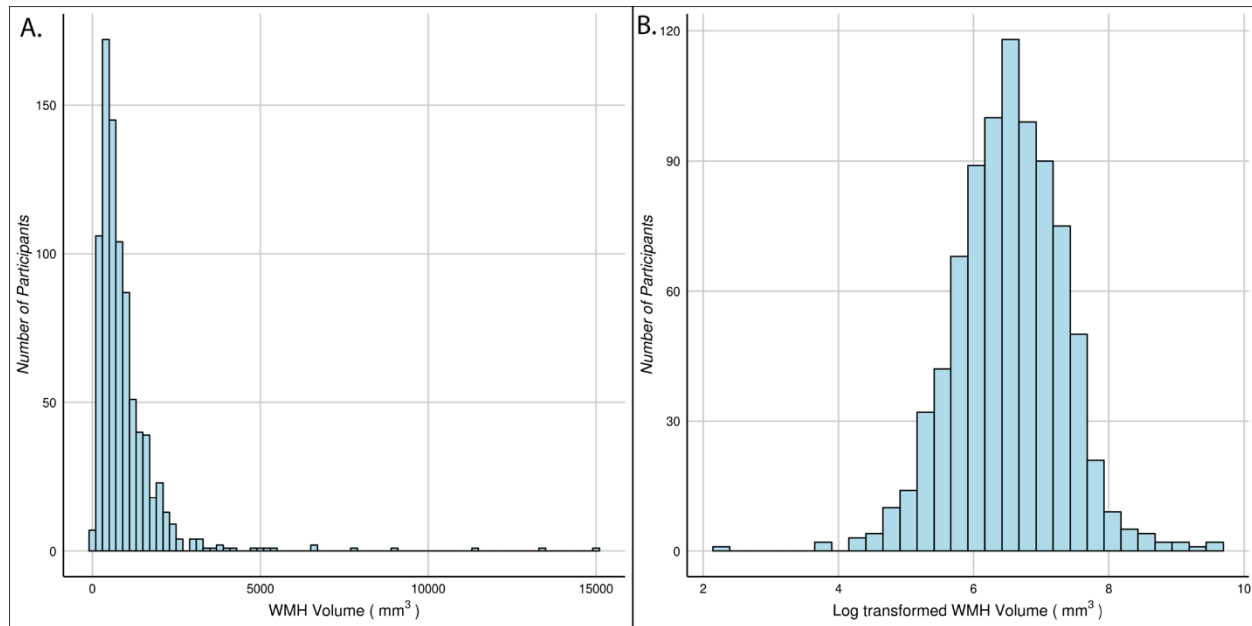 A.
Number of Participants
150
100
50
0
0 5000 10000 15000
WMH Volume ( mm³ )
B.
Number of Participants
120
90
60
30
0
2 4 6 8 10
Log transformed WMH Volume ( mm³ )